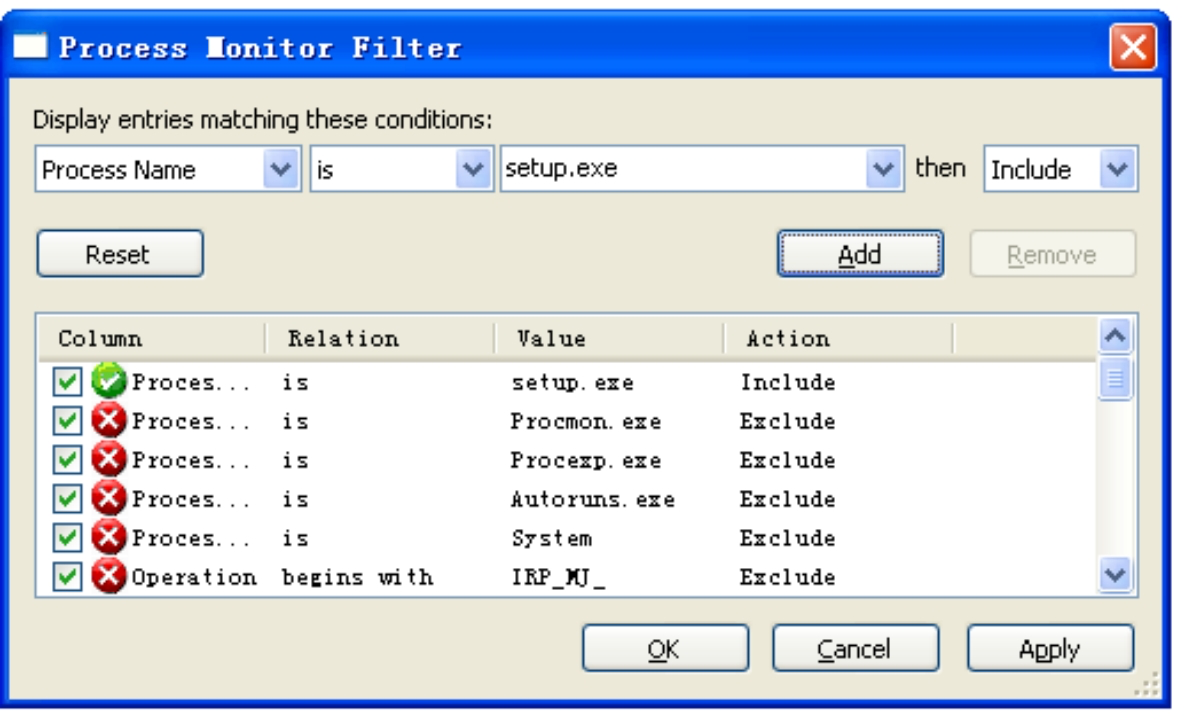 Process Monitor Filter
Display entries matching these conditions:
Process Name is setup.exe then Include
Reset Add Remove
Column Relation Value Action
Proces... is setup.exe Include
Proces... is Procmon.exe Exclude
Proces... is Procexp.exe Exclude
Proces... is Autoruns.exe Exclude
Proces... is System Exclude
Operation begins with IRP_MJ_ Exclude
OK Cancel Apply